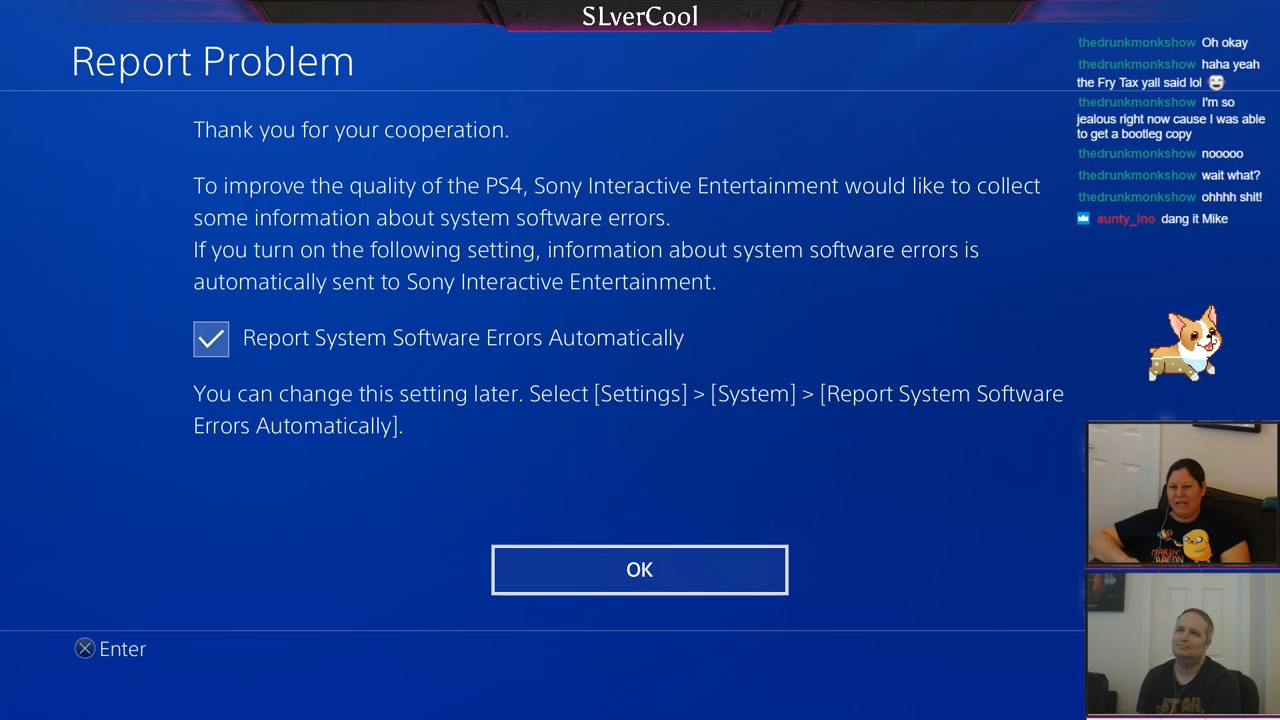 SLverCool
Report Problem
Thank you for your cooperation.
To improve the quality of the PS4, Sony Interactive Entertainment would like to collect
some information about system software errors.
If you turn on the following setting, information about system software errors is
automatically sent to Sony Interactive Entertainment.
Report System Software Errors Automatically
You can change this setting later. Select [Settings] > [System] > [Report System Software
Errors Automatically].
OK
Enter
thedrunkmonkshow Oh okay
thedrunkmonkshow haha yeah
the Fry Tax yall said lol
thedrunkmonkshow I'm so
jealous right now cause I was able
to get a bootleg copy
thedrunkmonkshow nooooo
thedrunkmonkshow wait what?
thedrunkmonkshow ohhhh shit!
aunty_ino dang it Mike
MAKIN'
BACON
STAR